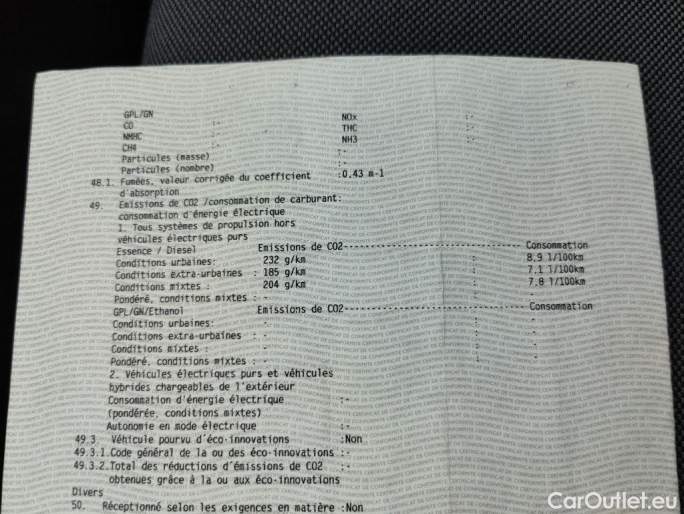 GPL/GN NOx :-
CO :- THC :-
NMHC : NH3 :-
CH4 :-
Particules (masse) :-
Particules (nombre) :-
48.1. Fumées, valeur corrigée du coefficient :0,43 m-1
d'absorption
49. Emissions de CO2 /consommation de carburant:
consommation d'énergie électrique
1. Tous systèmes de propulsion hors
véhicules électriques purs
Essence / Diesel Emissions de CO2------------------------------ Consommation
Conditions urbaines: 232 g/km : 8,9 l/100km
Conditions extra-urbaines : 185 g/km : 7,1 l/100km
Conditions mixtes : 204 g/km : 7,8 l/100km
Pondéré, conditions mixtes : - :
GPL/GN/Ethanol Emissions de CO2------------------------------ Consommation
Conditions urbaines: - : -
Conditions extra-urbaines : - : -
Conditions mixtes : - : -
Pondéré, conditions mixtes : - : -
2. Véhicules électriques purs et véhicules
hybrides chargeables de l'extérieur
Consommation d'énergie électrique :-
(pondérée, conditions mixtes)
Autonomie en mode électrique :-
49.3. Véhicule pourvu d'éco-innovations :Non
49.3.1.Code général de la ou des éco-innovations :-
49.3.2.Total des réductions d'émissions de CO2 :-
obtenues grâce à la ou aux éco-innovations
Divers
50. Réceptionné selon les exigences en matière :Non
CarOutlet.eu